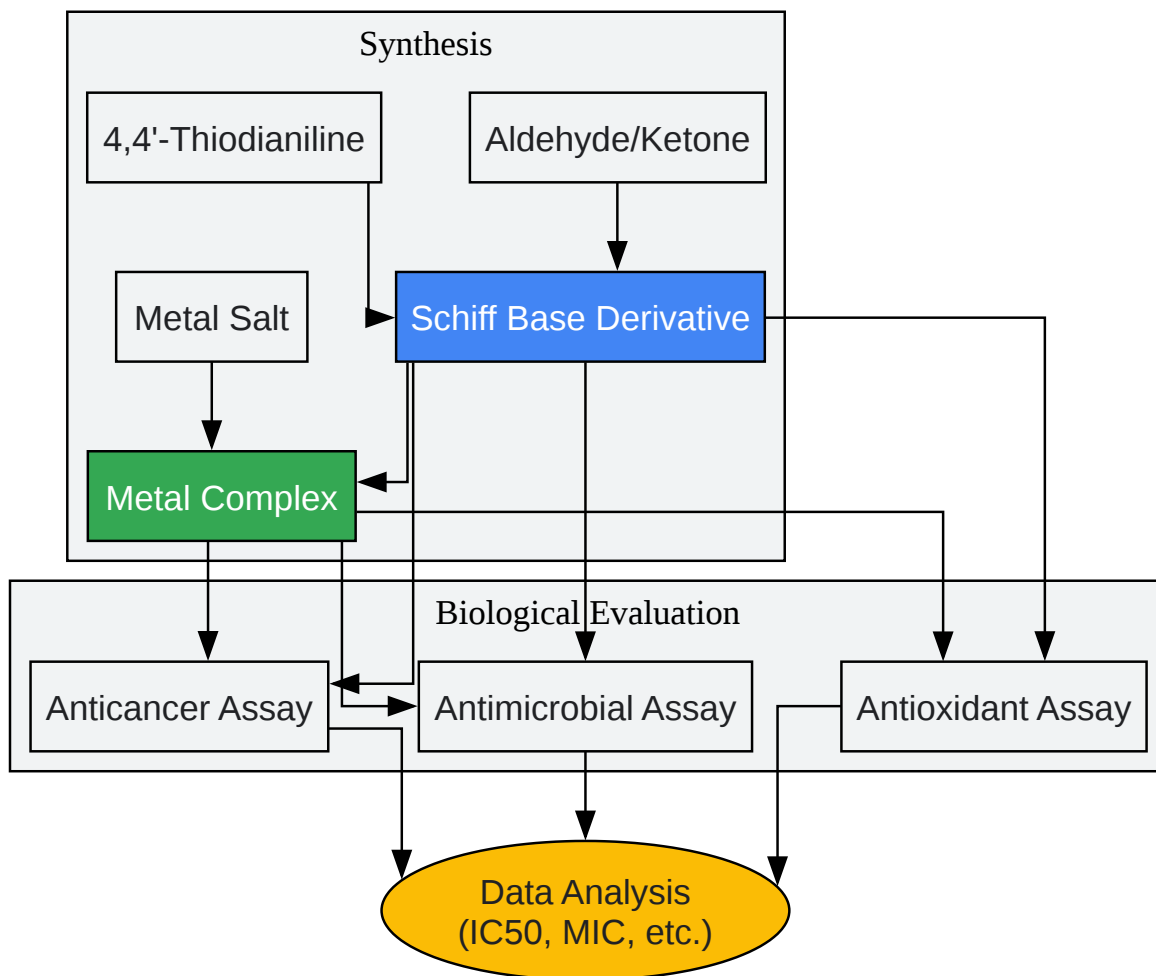 Synthesis
4,4'-Thiodianiline
Aldehyde/Ketone
Metal Salt
Schiff Base Derivative
Metal Complex
Biological Evaluation
Anticancer Assay
Antimicrobial Assay
Antioxidant Assay
Data Analysis
(IC50, MIC, etc.)